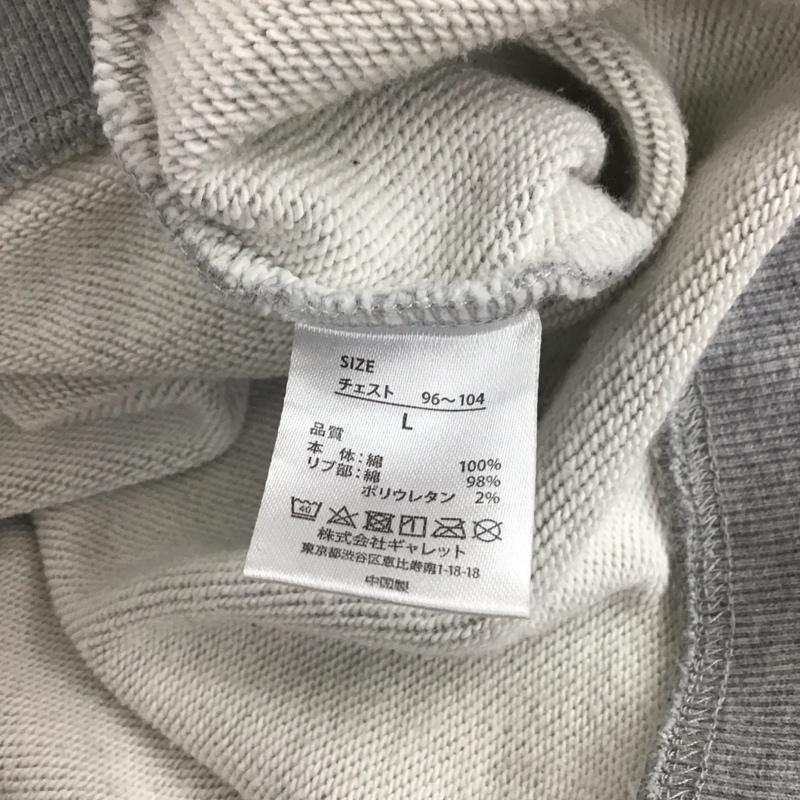 SIZE
チェスト 96〜104
L
品質
本 体：綿 100%
リブ部：綿 98%
ポリウレタン 2%
40
株式会社ギャレット
東京都渋谷区恵比寿南1-18-18
中国製